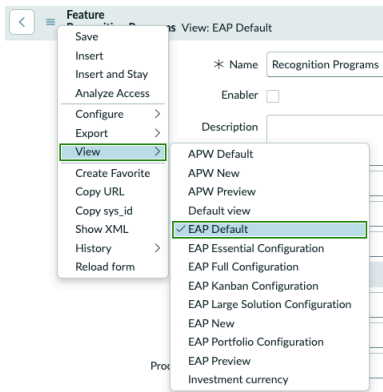 Feature
View: EAP Default
Save
Insert
Insert and Stay
Analyze Access
Configure
Export
View
Create Favorite
Copy URL
Copy sys_id
Show XML
History
Reload form
Name Recognition Programs
Enabler
Description
APW Default
APW New
APW Preview
Default view
EAP Default
EAP Essential Configuration
EAP Full Configuration
EAP Kanban Configuration
EAP Large Solution Configuration
EAP New
EAP Portfolio Configuration
EAP Preview
Investment currency